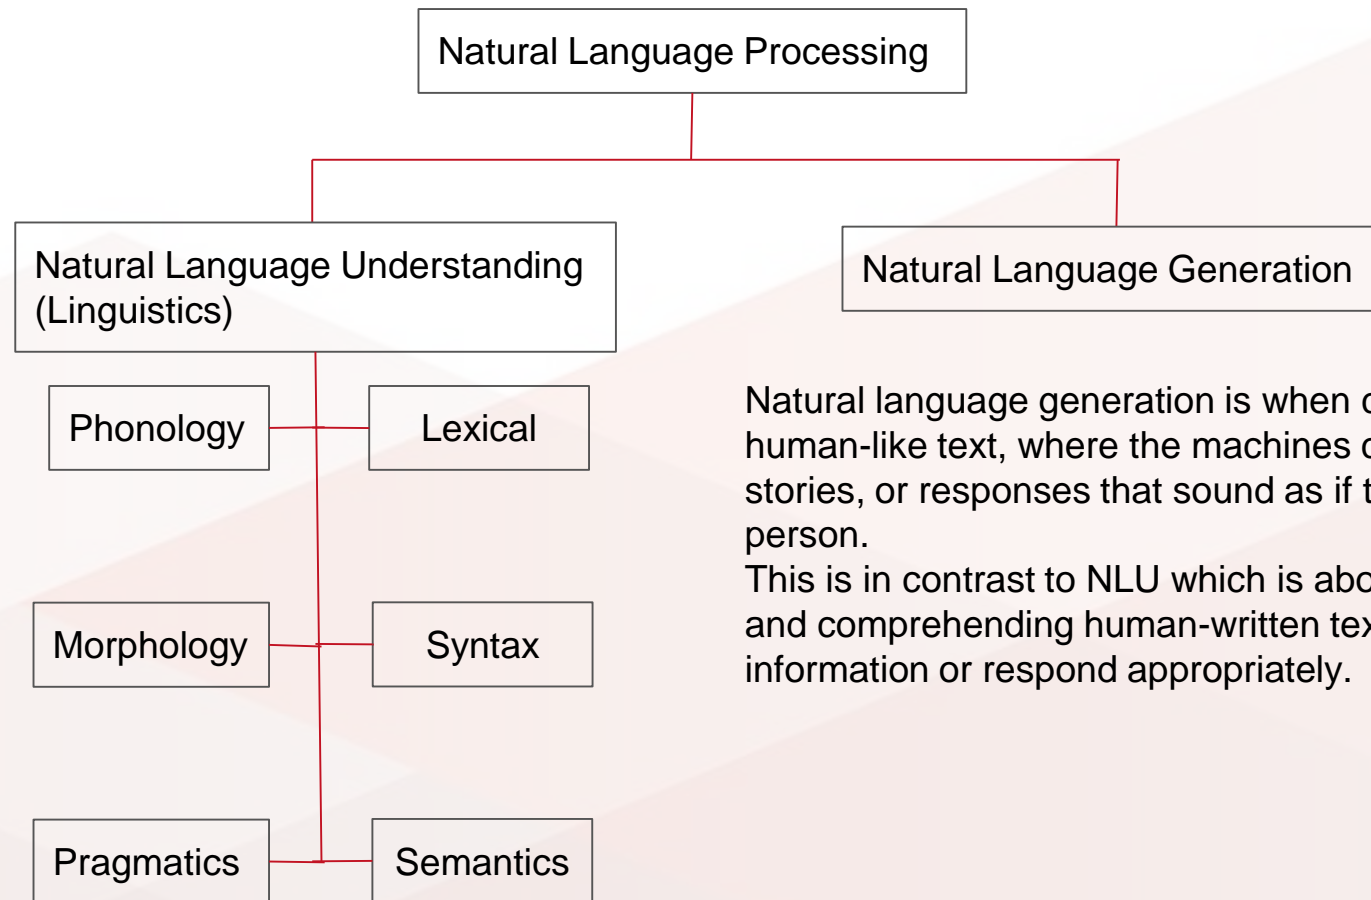 Natural Language Processing
Natural Language Understanding
(Linguistics)
Natural Language Generation
Phonology
Lexical
Morphology
Syntax
Pragmatics
Semantics
Natural language generation is when
human-like text, where the machines
stories, or responses that sound as if
person.
This is in contrast to NLU which is
and comprehending human-written
information or respond appropriately.